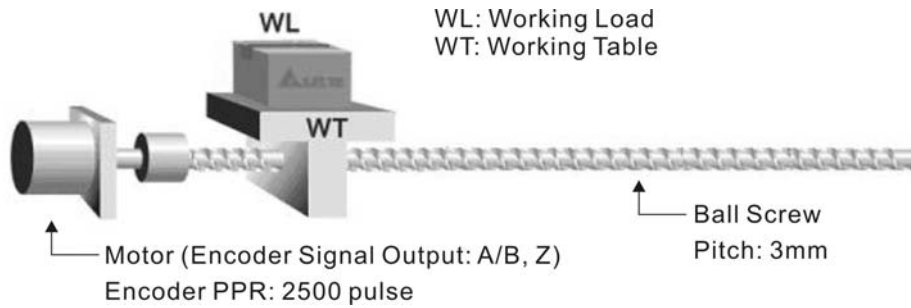 WL
WL: Working Load
WT: Working Table
WT
Ball Screw
Pitch: 3mm
Motor (Encoder Signal Output: A/B, Z)
Encoder PPR: 2500 pulse